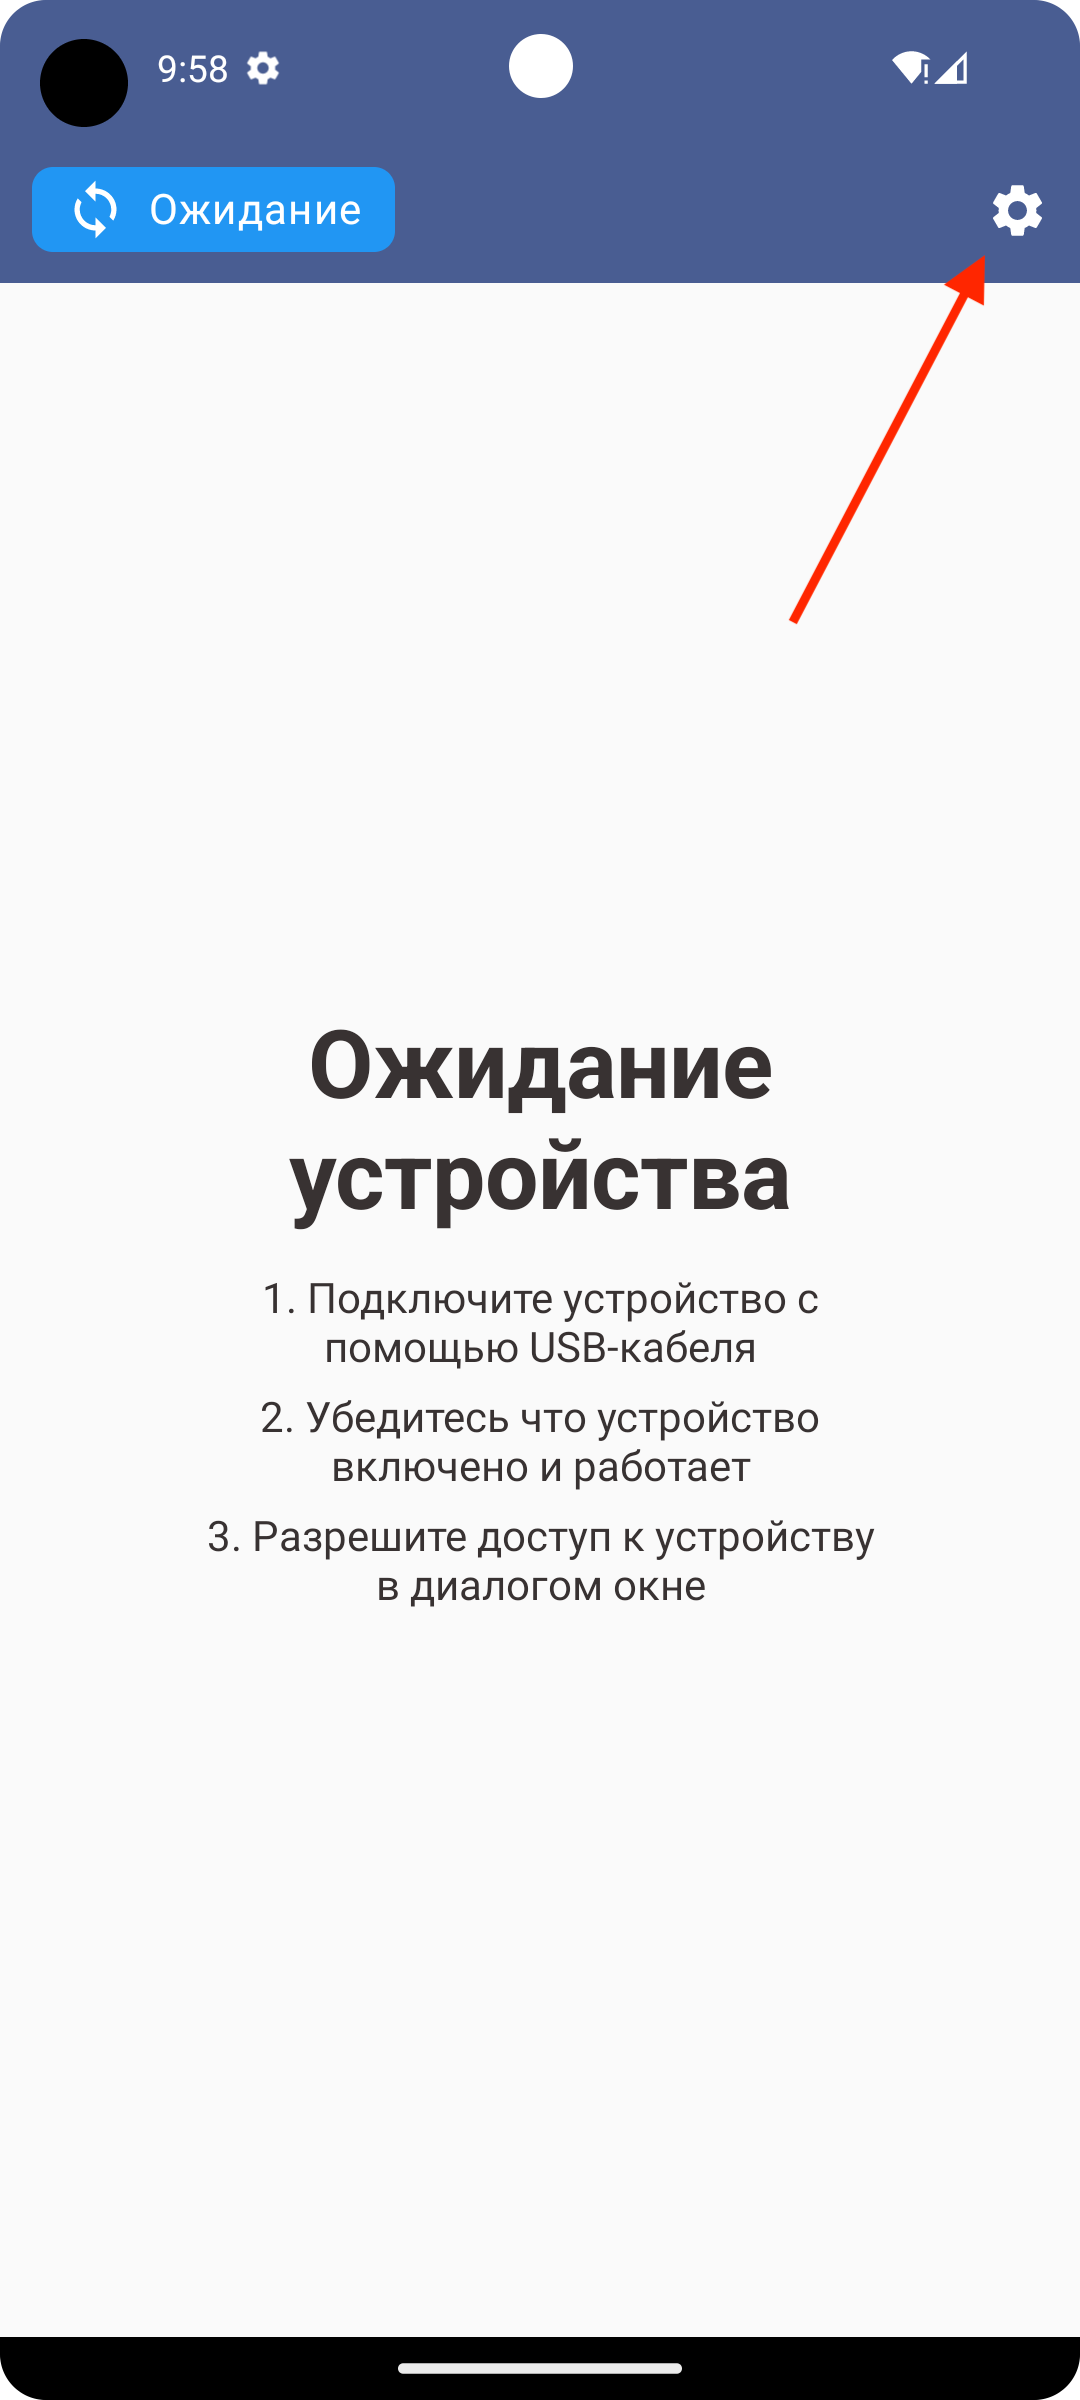 9:58
Ожидание
Ожидание
устройства
1. Подключите устройство с
помощью USB-кабеля
2. Убедитесь что устройство
включено и работает
3. Разрешите доступ к устройству
в диалогом окне